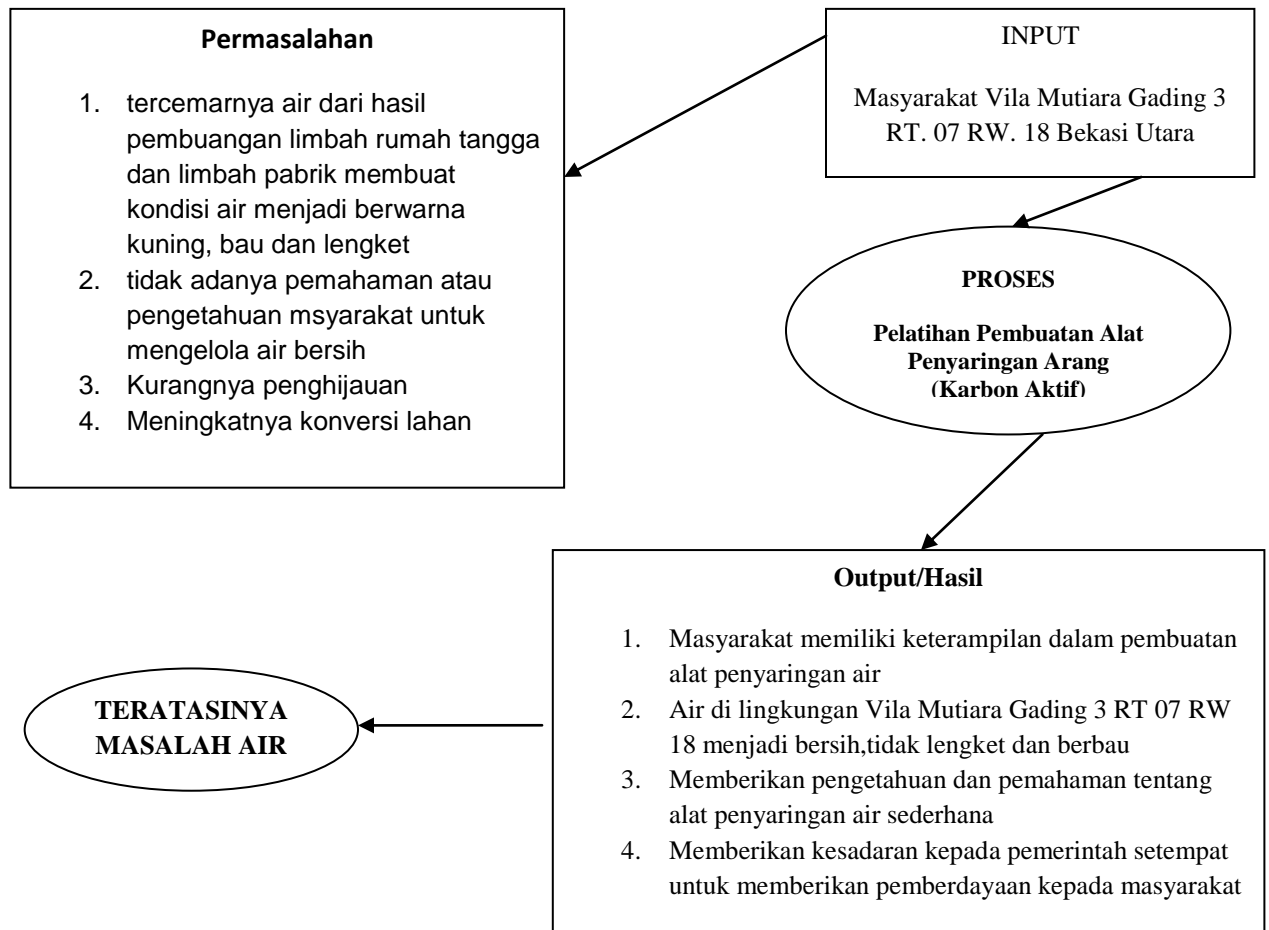 Permasalahan
1. tercemarnya air dari hasil
pembuangan limbah rumah tangga
dan limbah pabrik membuat
kondisi air menjadi berwarna
kuning, bau dan lengket
2. tidak adanya pemahaman atau
pengetahuan msyarakat untuk
mengelola air bersih
3. Kurangnya penghijauan
4. Meningkatnya konversi lahan
INPUT
Masyarakat Vila Mutiara Gading 3
RT. 07 RW. 18 Bekasi Utara
PROSES
Pelatihan Pembuatan Alat
Penyaringan Arang
(Karbon Aktif)
Output/Hasil
1. Masyarakat memiliki keterampilan dalam pembuatan
alat penyaringan air
2. Air di lingkungan Vila Mutiara Gading 3 RT 07 RW
18 menjadi bersih,tidak lengket dan berbau
3. Memberikan pengetahuan dan pemahaman tentang
alat penyaringan air sederhana
4. Memberikan kesadaran kepada pemerintah setempat
untuk memberikan pemberdayaan kepada masyarakat
TERATASINYA
MASALAH AIR